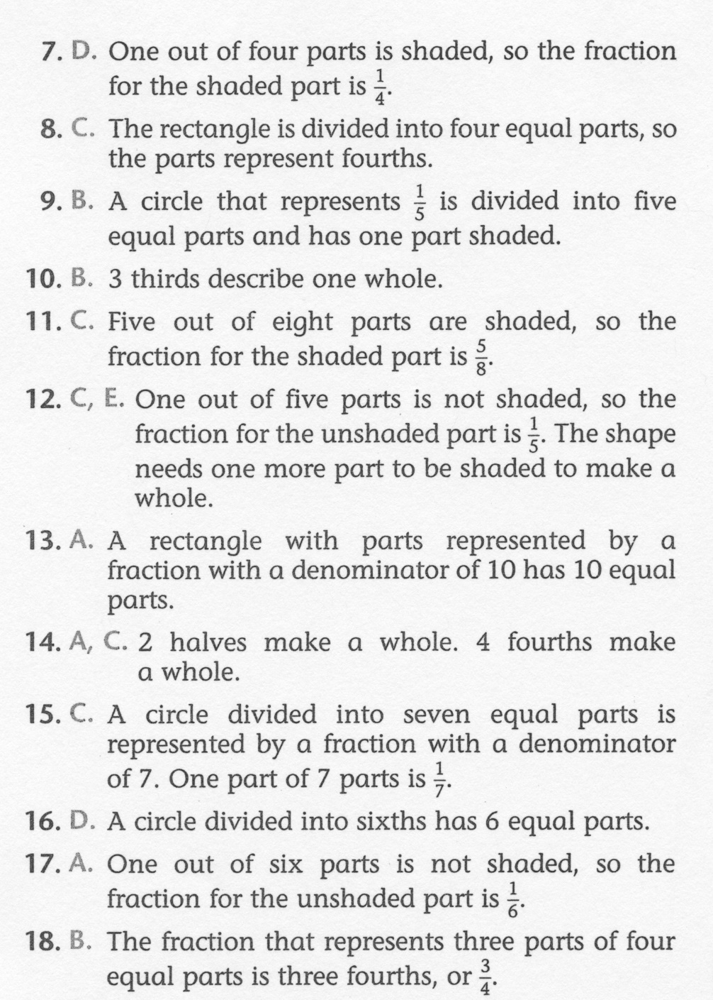 7. D. One out of four parts is shaded, so the fraction
for the shaded part is 1/4.
8. C. The rectangle is divided into four equal parts, so
the parts represent fourths.
9. B. A circle that represents 1/5 is divided into five
equal parts and has one part shaded.
10. B. 3 thirds describe one whole.
11. C. Five out of eight parts are shaded, so the
fraction for the shaded part is 5/8.
12. C, E. One out of five parts is not shaded, so the
fraction for the unshaded part is 1/5. The shape
needs one more part to be shaded to make a
whole.
13. A. A rectangle with parts represented by a
fraction with a denominator of 10 has 10 equal
parts.
14. A, C. 2 halves make a whole. 4 fourths make
a whole.
15. C. A circle divided into seven equal parts is
represented by a fraction with a denominator
of 7. One part of 7 parts is 1/7.
16. D. A circle divided into sixths has 6 equal parts.
17. A. One out of six parts is not shaded, so the
fraction for the unshaded part is 1/6.
18. B. The fraction that represents three parts of four
equal parts is three fourths, or 3/4.